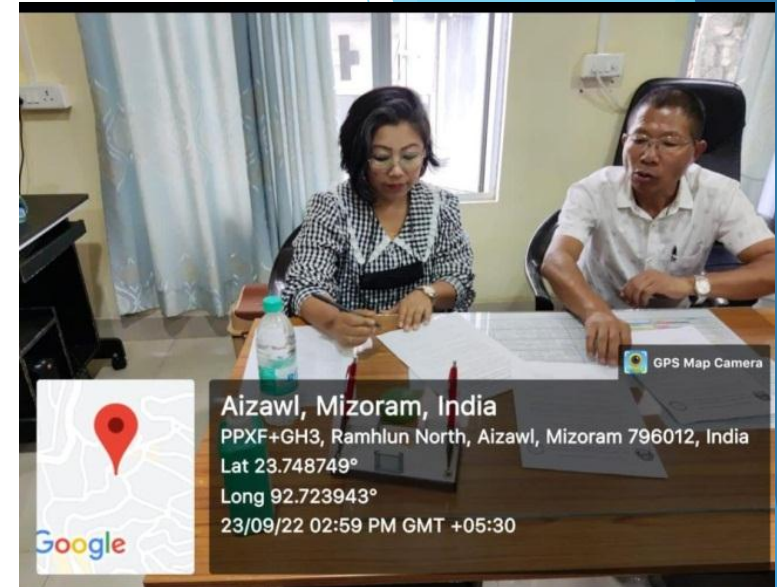 GPS Map Camera
Aizawl, Mizoram, India
PPXF+GH3, Ramhlun North, Aizawl, Mizoram 796012, India
Lat 23.748749°
Long 92.723943°
23/09/22 02:59 PM GMT +05:30
Google